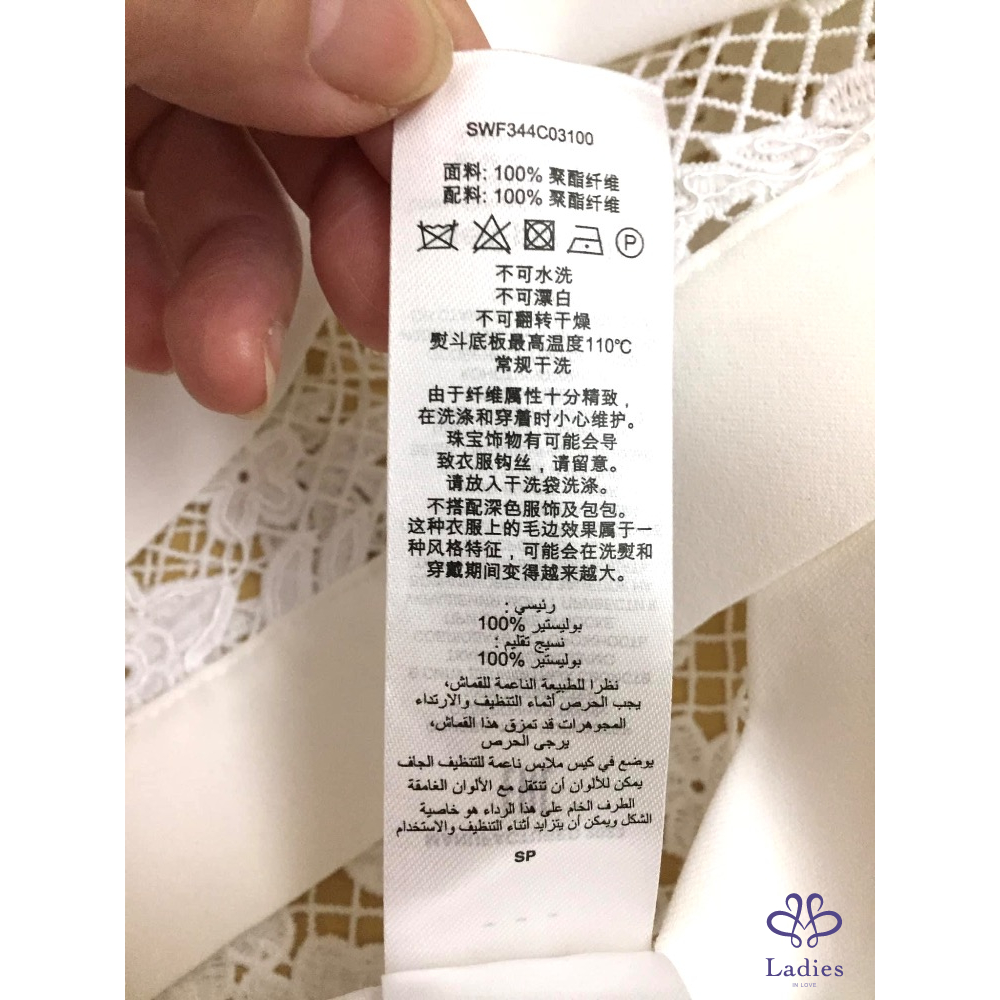 SWF344C03100
面料: 100% 聚酯纤维
配料: 100% 聚酯纤维
P
不可水洗
不可漂白
不可翻转干燥
熨斗底板最高温度110℃
常规干洗
由于纤维属性十分精致，
在洗涤和穿着时小心维护。
珠宝饰物有可能会导
致衣服钩丝，请留意。
请放入干洗袋洗涤。
不搭配深色服饰及包包。
这种衣服上的毛边效果属于一
种风格特征，可能会在洗熨和
穿戴期间变得越来越大。
رئيسي :
بوليستير %100
نسيج تقليم :
بوليستير %100
نظرا للطبيعة الناعمة للقماش،
يجب الحرص أثماء التنظيف والارتداء
المجوهرات قد تمزق هذا القماش،
يرجى الحرص
يوضع في كيس ملابس ناعمة للتنظيف الجاف
يمكن للألوان أن تنتقل مع الألوان الغامقة
الطرف الخام على هذا الرداء هو خاصية
الشكل ويمكن أن يتزايد أثناء التنظيف والاستخدام
SP
Ladies
IN LOVE